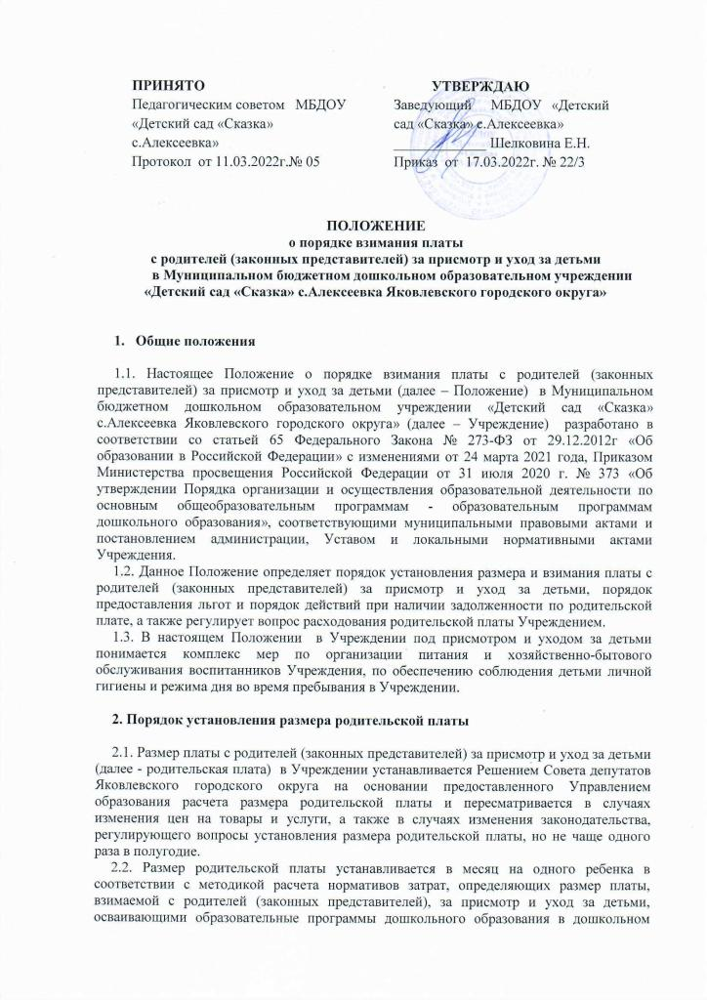 ПРИНЯТО
Педагогическим советом МБДОУ
«Детский сад «Сказка»
с.Алексеевка»
Протокол от 11.03.2022г.№ 05
УТВЕРЖДАЮ
Заведующий МБДОУ «Детский
сад «Сказка» с.Алексеевка»
_____________ Шелковина Е.Н.
Приказ от 17.03.2022г. № 22/3
ПОЛОЖЕНИЕ
о порядке взимания платы
с родителей (законных представителей) за присмотр и уход за детьми
в Муниципальном бюджетном дошкольном образовательном учреждении
«Детский сад «Сказка» с.Алексеевка Яковлевского городского округа»
1. Общие положения
1.1. Настоящее Положение о порядке взимания платы с родителей (законных
представителей) за присмотр и уход за детьми (далее – Положение) в Муниципальном
бюджетном дошкольном образовательном учреждении «Детский сад «Сказка»
с.Алексеевка Яковлевского городского округа» (далее – Учреждение) разработано в
соответствии со статьей 65 Федерального Закона № 273-ФЗ от 29.12.2012г «Об
образовании в Российской Федерации» с изменениями от 24 марта 2021 года, Приказом
Министерства просвещения Российской Федерации от 31 июля 2020 г. № 373 «Об
утверждении Порядка организации и осуществления образовательной деятельности по
основным общеобразовательным программам - образовательным программам
дошкольного образования», соответствующими муниципальными правовыми актами и
постановлением администрации, Уставом и локальными нормативными актами
Учреждения.
1.2. Данное Положение определяет порядок установления размера и взимания платы с
родителей (законных представителей) за присмотр и уход за детьми, порядок
предоставления льгот и порядок действий при наличии задолженности по родительской
плате, а также регулирует вопрос расходования родительской платы Учреждением.
1.3. В настоящем Положении в Учреждении под присмотром и уходом за детьми
понимается комплекс мер по организации питания и хозяйственно-бытового
обслуживания воспитанников Учреждения, по обеспечению соблюдения детьми личной
гигиены и режима дня во время пребывания в Учреждении.
2. Порядок установления размера родительской платы
2.1. Размер платы с родителей (законных представителей) за присмотр и уход за детьми
(далее - родительская плата) в Учреждении устанавливается Решением Совета депутатов
Яковлевского городского округа на основании предоставленного Управлением
образования расчета размера родительской платы и пересматривается в случаях
изменения цен на товары и услуги, а также в случаях изменения законодательства,
регулирующего вопросы установления размера родительской платы, но не чаще одного
раза в полугодие.
2.2. Размер родительской платы устанавливается в месяц на одного ребенка в
соответствии с методикой расчета нормативов затрат, определяющих размер платы,
взимаемой с родителей (законных представителей), за присмотр и уход за детьми,
осваивающими образовательные программы дошкольного образования в дошкольном